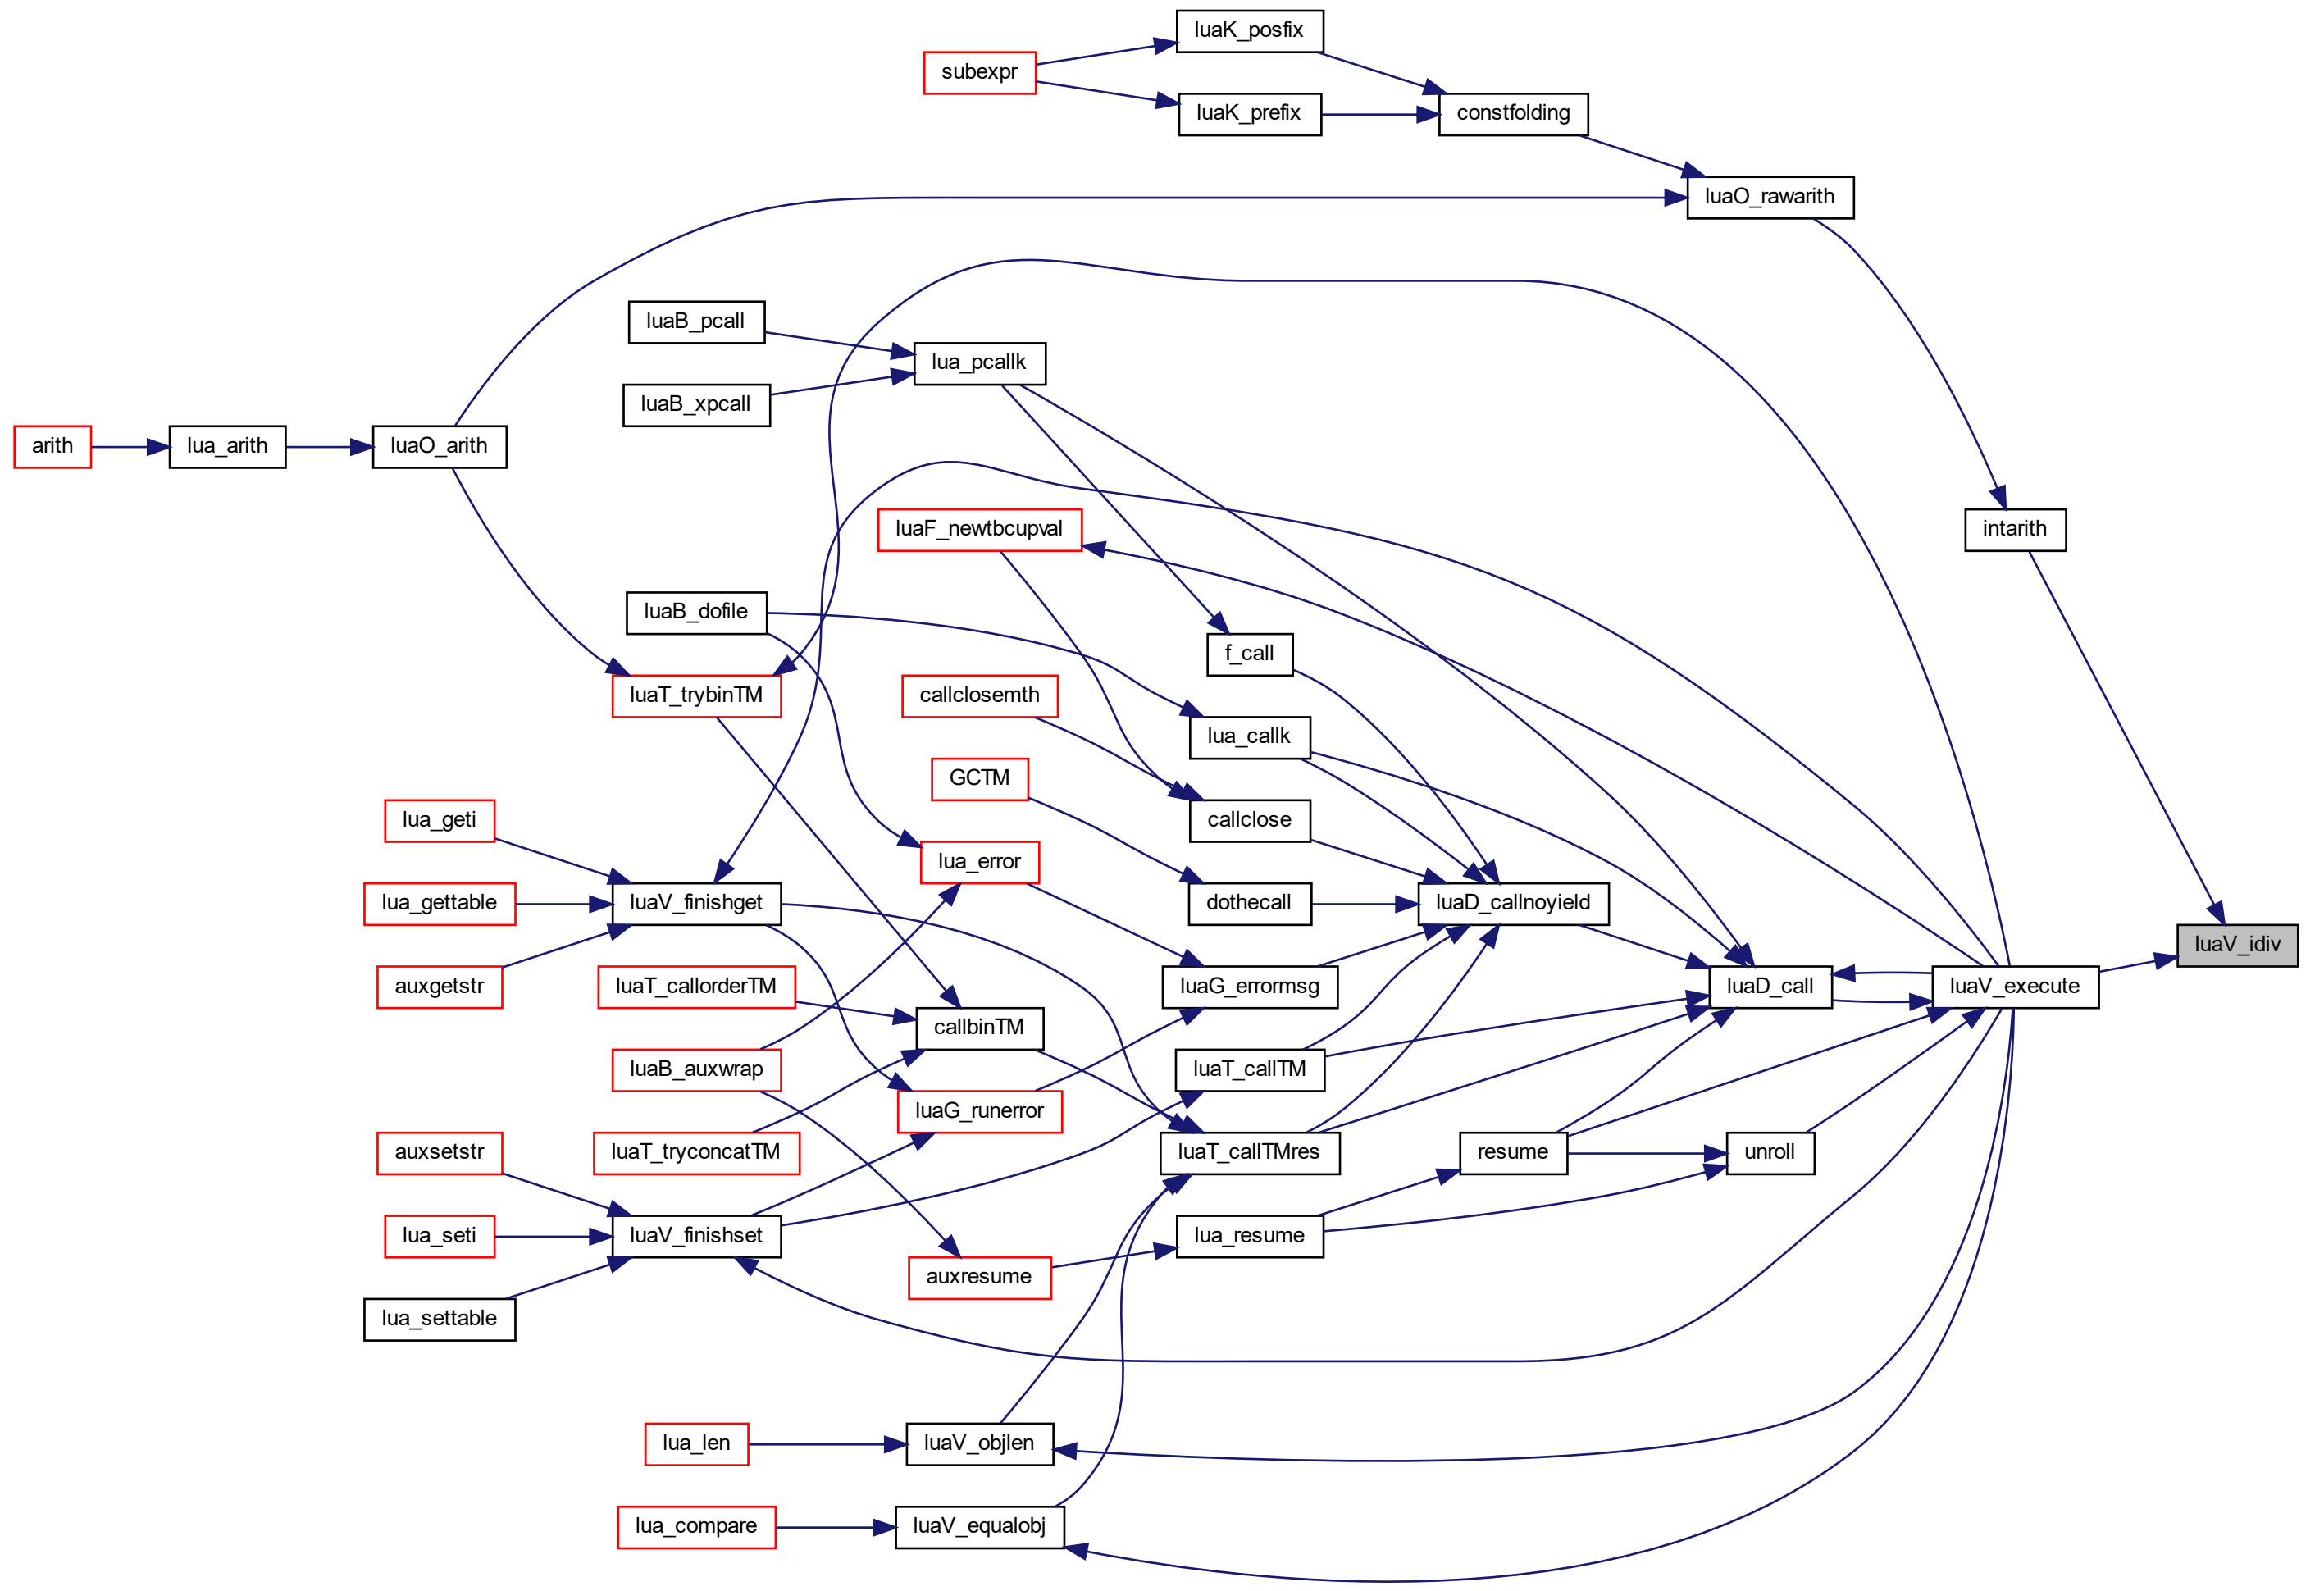 luaK_posfix
subexpr
luaK_prefix
constfolding
luaO_rawarith
luaB_pcall
lua_pcallk
luaB_xpcall
arith
lua_arith
luaO_arith
luaF_newtbcupval
intarith
luaB_dofile
f_call
luaT_trybinTM
callclosemth
lua_callk
GCTM
lua_geti
callclose
lua_error
lua_gettable
luaV_finishget
dothecall
luaD_callnoyield
luaV_idiv
auxgetstr
luaT_callorderTM
luaG_errormsg
luaD_call
luaV_execute
callbinTM
luaB_auxwrap
luaT_callTM
luaG_runerror
auxsetstr
luaT_tryconcatTM
luaT_callTMres
resume
unroll
lua_seti
luaV_finishset
lua_resume
auxresume
lua_settable
lua_len
luaV_objlen
lua_compare
luaV_equalobj